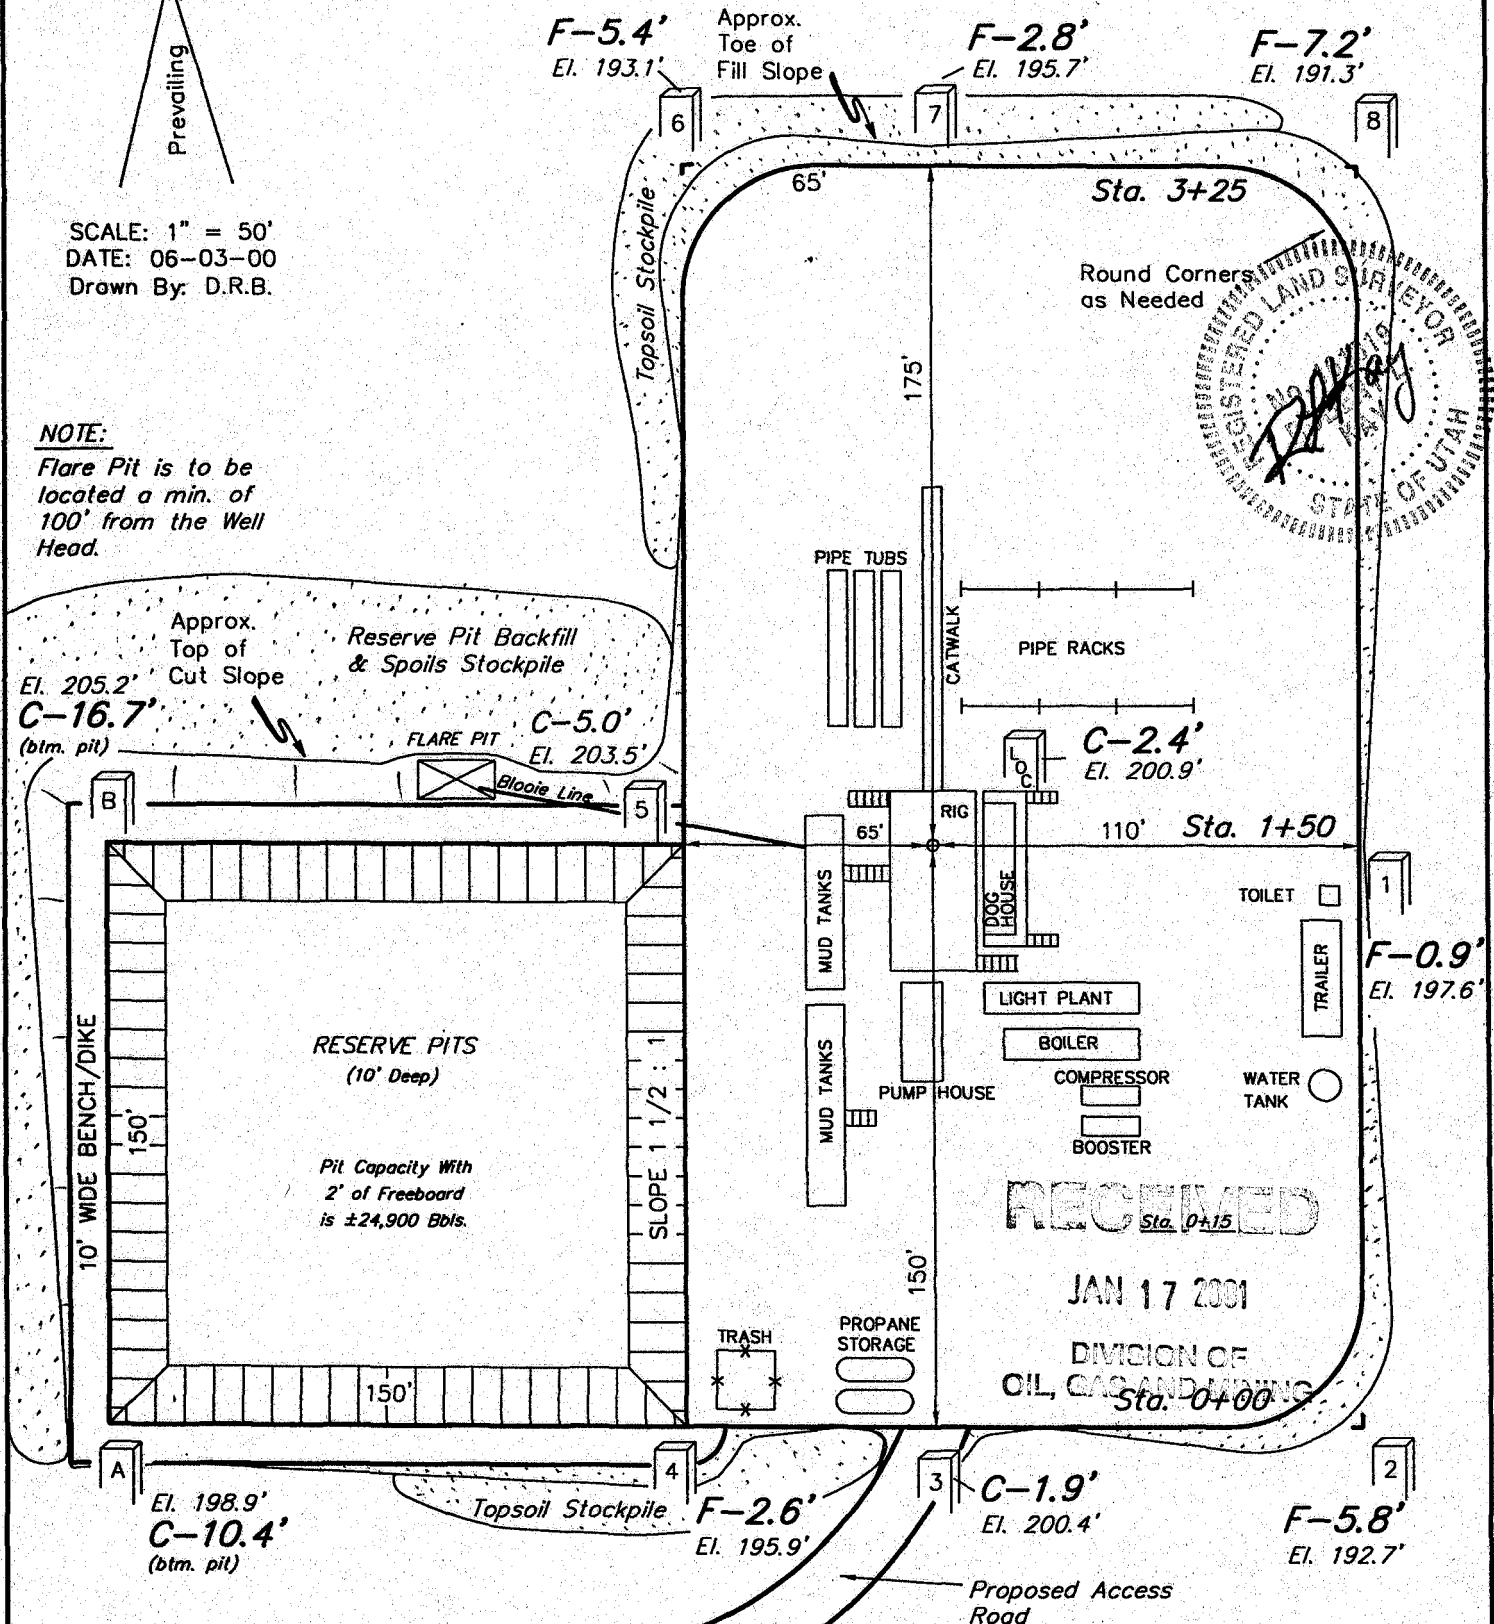 Prevailing
F-5.4'
El. 193.1'
Approx.
Toe of
Fill Slope
F-2.8'
El. 195.7'
F-7.2'
El. 191.3'
6
7
8
SCALE: 1" = 50'
DATE: 06-03-00
Drawn By: D.R.B.
65'
Sta. 3+25
Topsoil Stockpile
Round Corners
as Needed
REGISTERED LAND SURVEYOR
STATE OF UTAH
175'
NOTE:
Flare Pit is to be
located a min. of
100' from the Well
Head.
PIPE TUBS
CATWALK
PIPE RACKS
Approx.
Top of
Cut Slope
Reserve Pit Backfill
& Spoils Stockpile
El. 205.2'
C-16.7'
(btm. pit)
FLARE PIT
C-5.0'
El. 203.5'
Blooie Line
LOC
C-2.4'
El. 200.9'
B
5
RIG
65'
110'
Sta. 1+50
DOG
HOUSE
MUD TANKS
TOILET
1
TRAILER
F-0.9'
El. 197.6'
LIGHT PLANT
BOILER
COMPRESSOR
PUMP HOUSE
WATER
TANK
BOOSTER
MUD TANKS
RESERVE PITS
(10' Deep)
10' WIDE BENCH/DIKE
150'
SLOPE 1 1/2 : 1
Pit Capacity With
2' of Freeboard
is ±24,900 Bbls.
RECEIVED
Sta. 0+15
JAN 17 2001
DIVISION OF
OIL, GAS AND MINING
Sta. 0+00
150'
TRASH
PROPANE
STORAGE
150'
A
4
3
2
El. 198.9'
C-10.4'
(btm. pit)
Topsoil Stockpile
F-2.6'
El. 195.9'
C-1.9'
El. 200.4'
F-5.8'
El. 192.7'
Proposed Access
Road